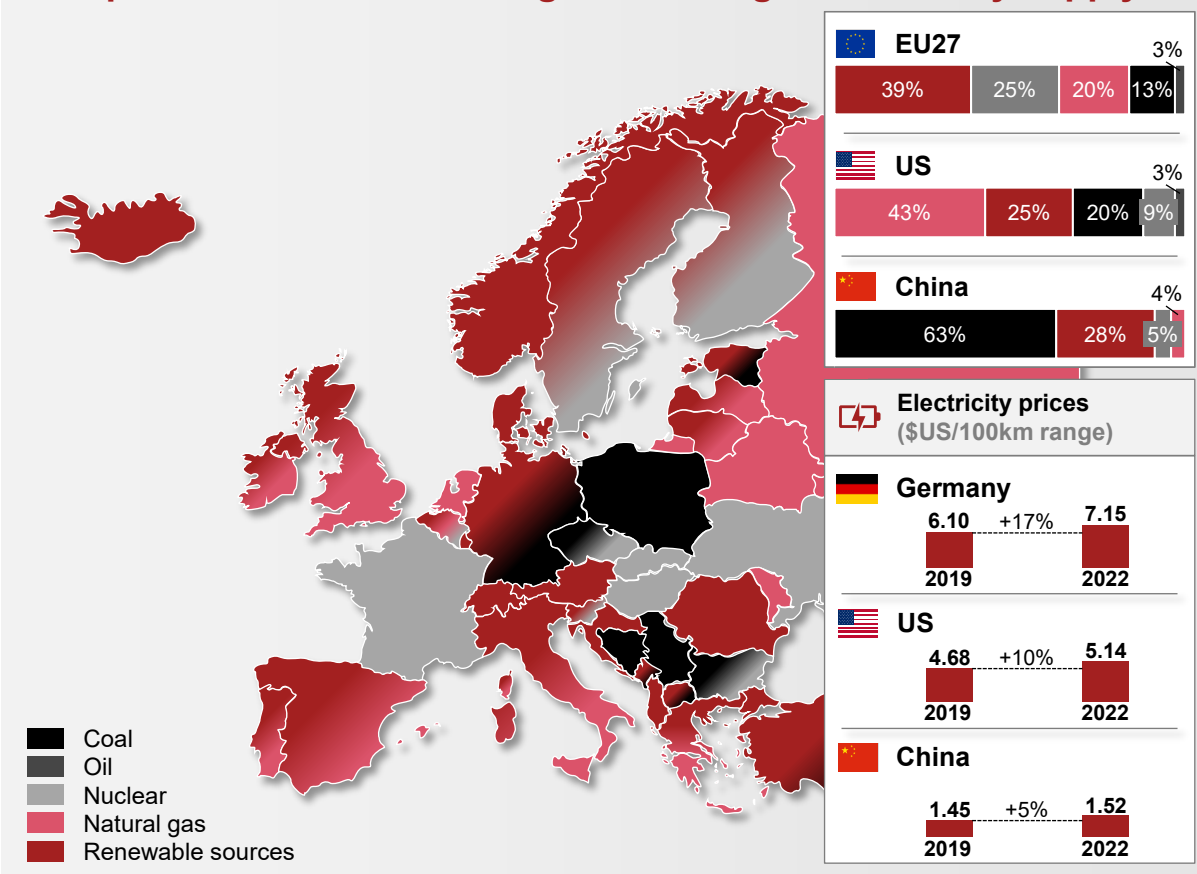 EU27
3%
39% 25% 20% 13%
US
3%
43% 25% 20% 9%
China
4%
63% 28% 5%
Electricity prices
($US/100km range)
Germany
6.10 +17% 7.15
2019 2022
US
4.68 +10% 5.14
2019 2022
China
1.45 +5% 1.52
2019 2022
Coal
Oil
Nuclear
Natural gas
Renewable sources